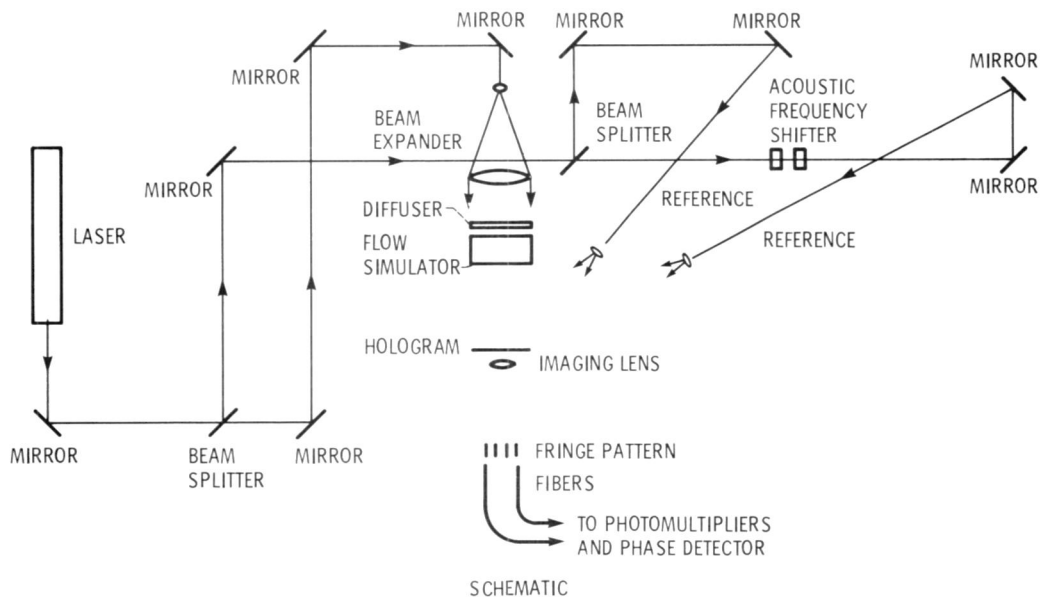 MIRROR
MIRROR
MIRROR
MIRROR
MIRROR
ACOUSTIC
FREQUENCY
SHIFTER
BEAM
EXPANDER
BEAM
SPLITTER
MIRROR
MIRROR
LASER
DIFFUSER
FLOW
SIMULATOR
REFERENCE
REFERENCE
HOLOGRAM
IMAGING LENS
MIRROR
BEAM
SPLITTER
MIRROR
FRINGE PATTERN
FIBERS
TO PHOTOMULTIPLIERS
AND PHASE DETECTOR
SCHEMATIC